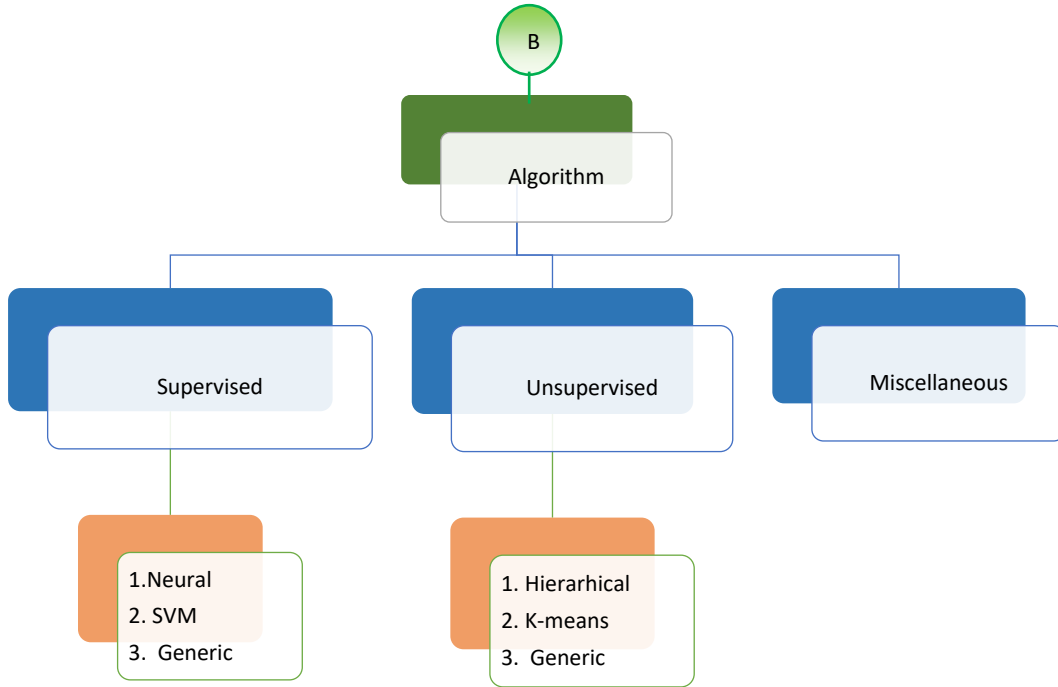 B
Algorithm
Supervised
Unsupervised
Miscellaneous
1.Neural
2. SVM
3. Generic
1. Hierarhical
2. K-means
3. Generic